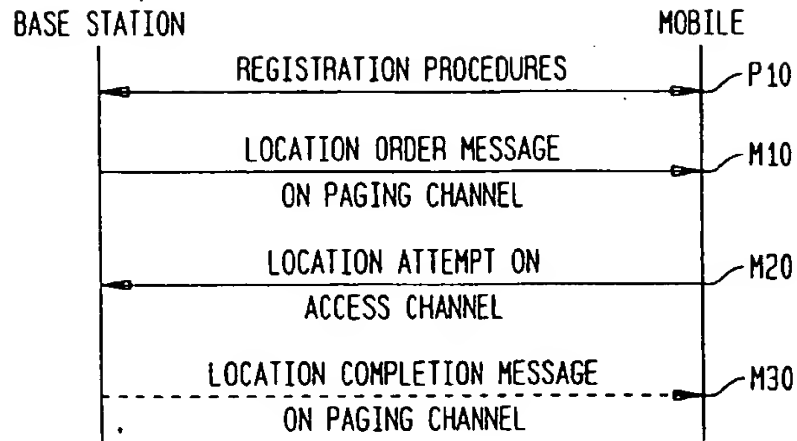 BASE STATION MOBILE
REGISTRATION PROCEDURES P10
LOCATION ORDER MESSAGE M10
ON PAGING CHANNEL
LOCATION ATTEMPT ON M20
ACCESS CHANNEL
LOCATION COMPLETION MESSAGE M30
ON PAGING CHANNEL